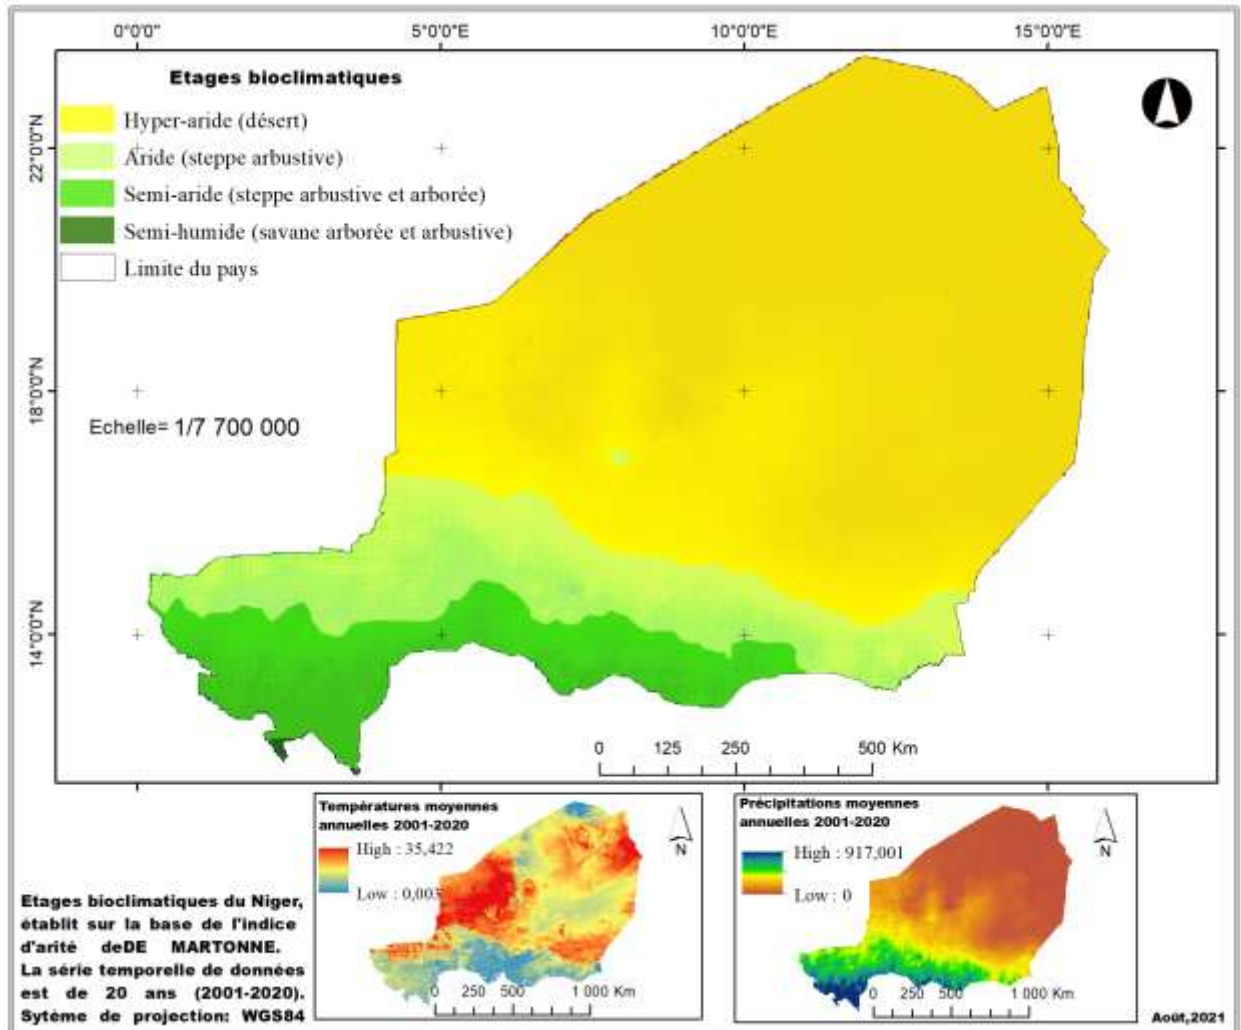 0°0'0"
5°0'0"E
10°0'0"E
15°0'0"E
Etages bioclimatiques
Hyper-aride (désert)
Aride (steppe arbustive)
Semi-aride (steppe arbustive et arborée)
Semi-humide (savane arborée et arbustive)
Limite du pays
22°0'0"N
18°0'0"N
14°0'0"N
Echelle= 1/7 700 000
0 125 250 500 Km
Températures moyennes
annuelles 2001-2020
High : 35,422
Low : 0,003
N
0 250 500 1 000 Km
Précipitations moyennes
annuelles 2001-2020
High : 917,001
Low : 0
N
0 250 500 1 000 Km
Etages bioclimatiques du Niger,
établit sur la base de l'indice
d'arité deDE MARTONNE.
La série temporelle de données
est de 20 ans (2001-2020).
Sytème de projection: WGS84
Août,2021